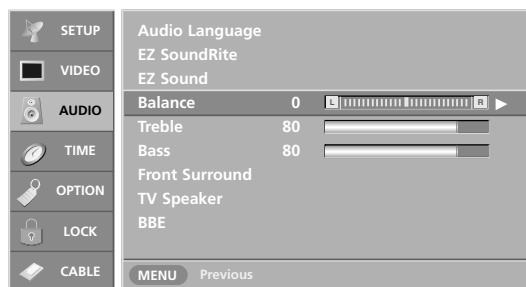 SETUP
VIDEO
AUDIO
TIME
OPTION
LOCK
CABLE
Audio Language
EZ SoundRite
EZ Sound
Balance 0 L R
Treble 80
Bass 80
Front Surround
TV Speaker
BBE
MENU Previous